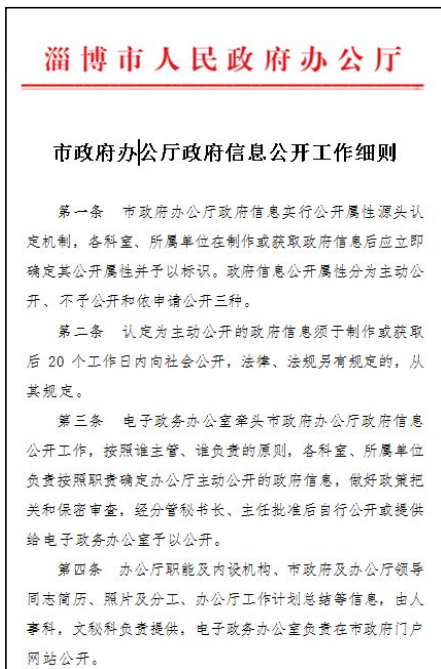 淄博市人民政府办公厅
市政府办公厅政府信息公开工作细则
第一条 市政府办公厅政府信息实行公开属性源头认
定机制，各科室、所属单位在制作或获取政府信息后应立即
确定其公开属性并予以标识。政府信息公开属性分为主动公
开、不予公开和依申请公开三种。
第二条 认定为主动公开的政府信息须于制作或获取
后 20 个工作日内向社会公开，法律、法规另有规定的，从
其规定。
第三条 电子政务办公室牵头市政府办公厅政府信息
公开工作，按照谁主管、谁负责的原则，各科室、所属单位
负责按照职责确定办公厅主动公开的政府信息，做好政策把
关和保密审查，经分管秘书长、主任批准后自行公开或提供
给电子政务办公室予以公开。
第四条 办公厅职能及内设机构、市政府及办公厅领导
同志简历、照片及分工、办公厅工作计划总结等信息，由人
事科，文秘科负责提供，电子政务办公室负责在市政府门户
网站公开。